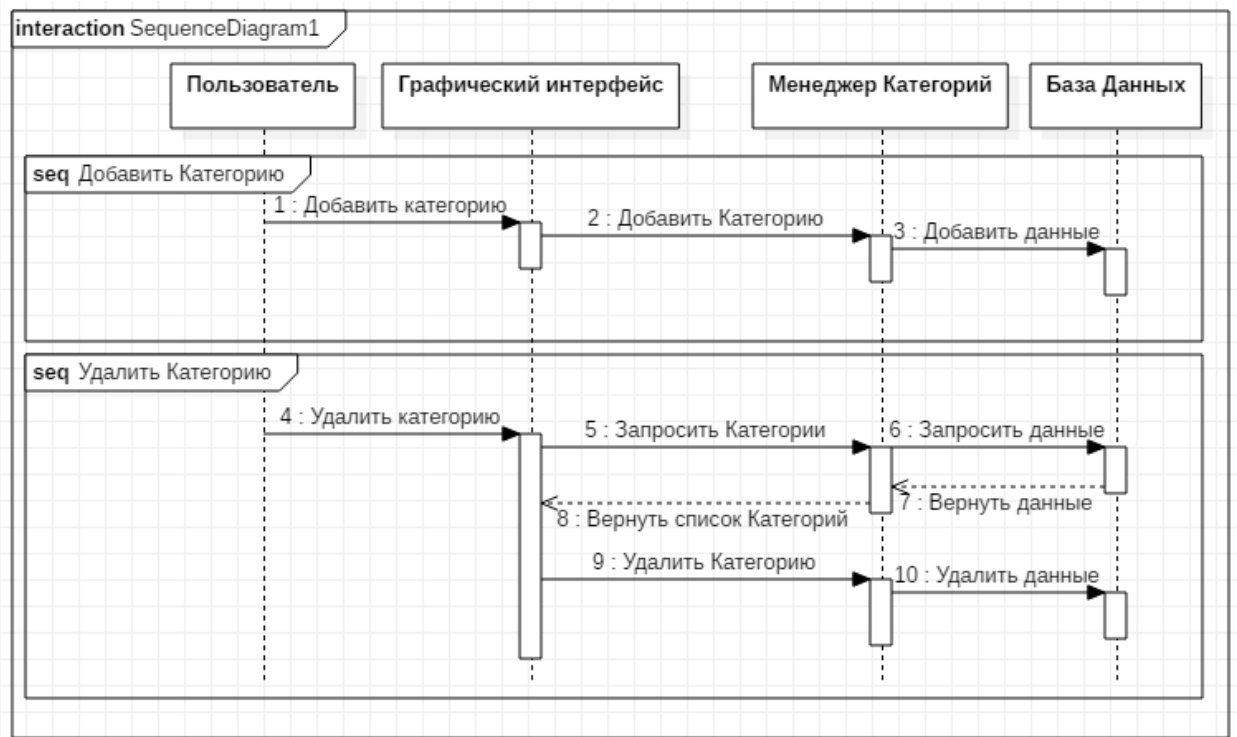 interaction SequenceDiagram1
Пользователь
Графический интерфейс
Менеджер Категорий
База Данных
seq Добавить Категорию
1 : Добавить категорию
2 : Добавить Категорию
3 : Добавить данные
seq Удалить Категорию
4 : Удалить категорию
5 : Запросить Категории
6 : Запросить данные
7 : Вернуть данные
8 : Вернуть список Категорий
9 : Удалить Категорию
10 : Удалить данные